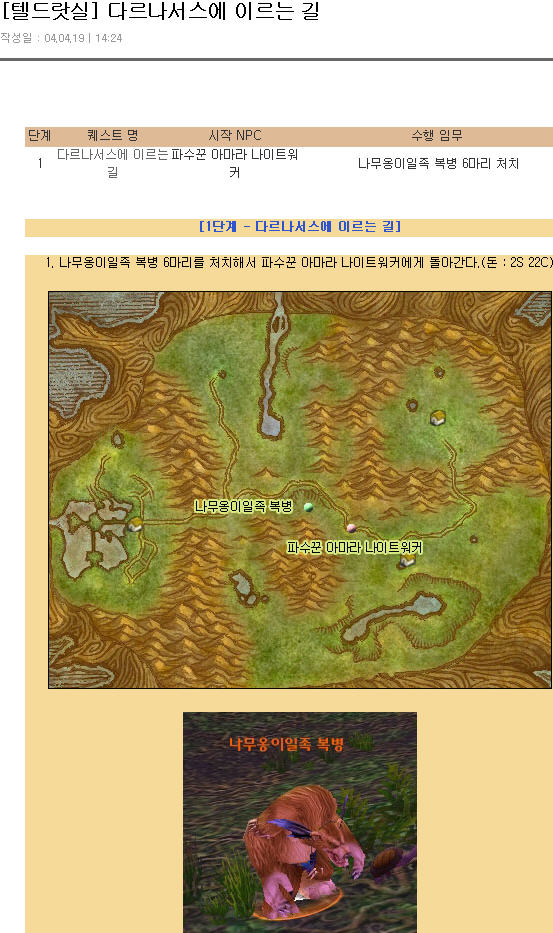 [텔드랏실] 다르나서스에 이르는 길
작성일 : 04.04.19 | 14:24
단계 퀘스트 명 시작 NPC 수행 임무
1 다르나서스에 이르는 길 파수꾼 아마라 나이트워커 나무옹이일족 복병 6마리 처치
[1단계 - 다르나서스에 이르는 길]
1. 나무옹이일족 복병 6마리를 처치해서 파수꾼 아마라 나이트워커에게 돌아간다.(돈 : 2S 22C)
나무옹이일족 복병
파수꾼 아마라 나이트워커
나무옹이일족 복병